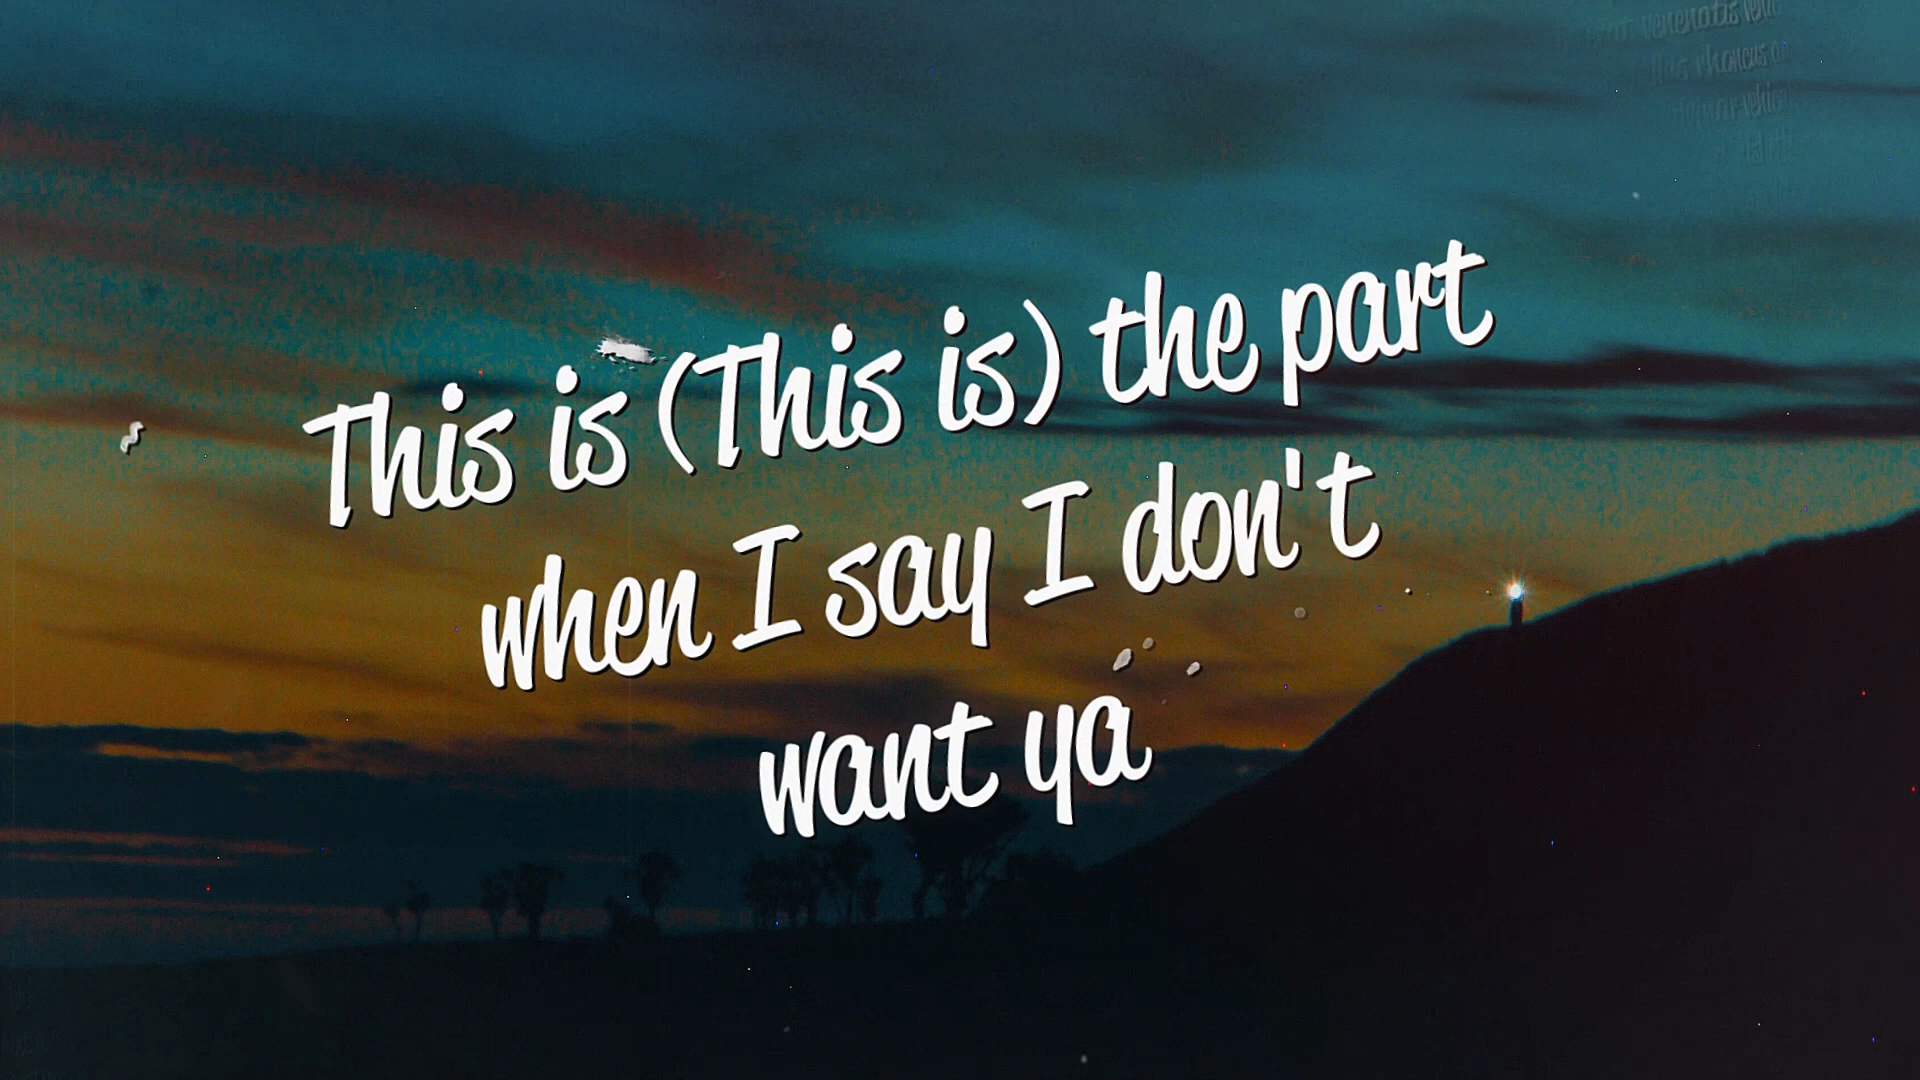 This is (This is) the part
when I say I don't
want ya